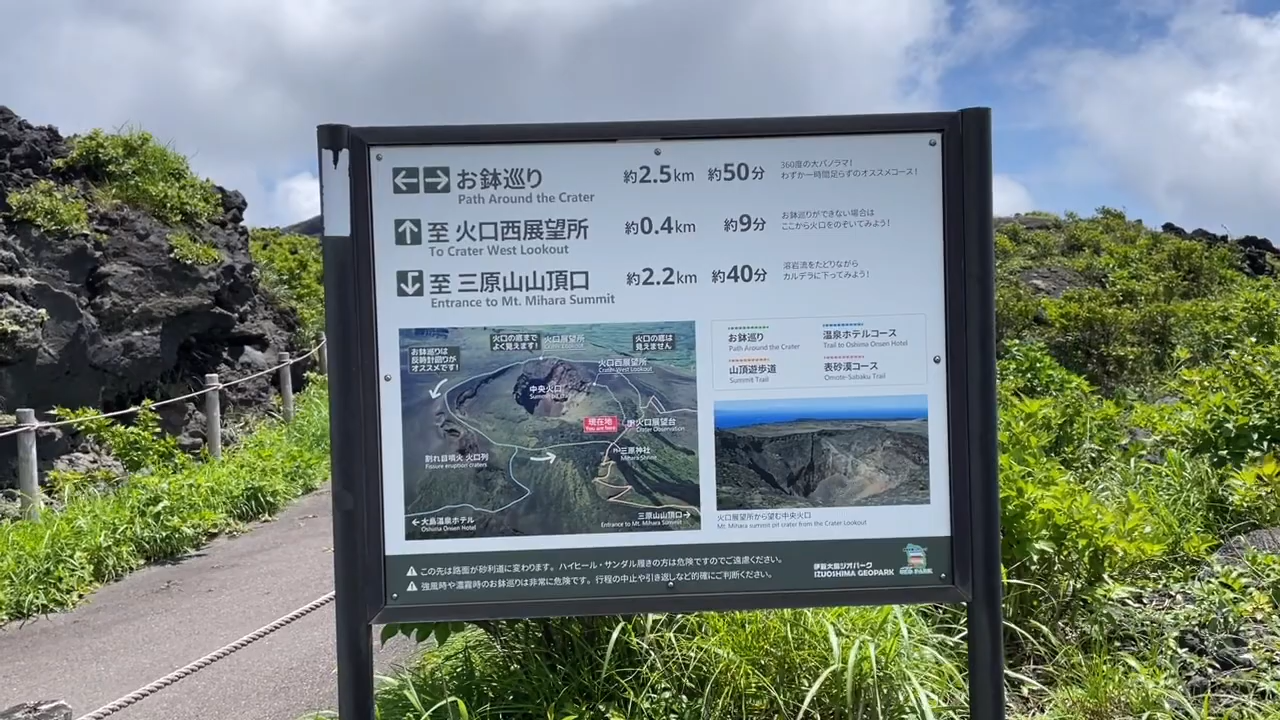 お鉢巡り 約2.5km 約50分
Path Around the Crater
360度の大パノラマ!
わずか一時間足らずのオススメコース!
至 火口西展望所 約0.4km 約9分
To Crater West Lookout
お鉢巡りができない場合は
ここから火口をのぞいてみよう!
至 三原山山頂口 約2.2km 約40分
Entrance to Mt. Mihara Summit
溶岩流をたどりながら
カルデラに下ってみよう!
お鉢巡りは
反時計回りが
オススメです!
火口の底まで
よく見えます!
火口展望所
火口の底は
見えません
火口西展望所
Crater West Lookout
中央火口
現在地
You are here
火口展望台
Crater Observation
三原神社
Mihara Shrine
割れ目噴火 火口列
Fissure eruption craters
大島温泉ホテル
Oshima Onsen Hotel
三原山山頂口
Entrance to Mt. Mihara Summit
お鉢巡り
Path Around the Crater
温泉ホテルコース
Trail to Oshima Onsen Hotel
山頂遊歩道
Summit Trail
表砂漠コース
Omote-Sabaku Trail
火口展望所から望む中央火口
Mt. Mihara summit pit crater from the Crater Lookout
この先は路面が砂利道に変わります。ハイヒール・サンダル履きの方は危険ですのでご遠慮ください。
強風時や濃霧時のお鉢巡りは非常に危険です。行程の中止や引き返しなど的確にご判断ください。
伊豆大島ジオパーク
IZUOSHIMA GEOPARK
GEO PARK